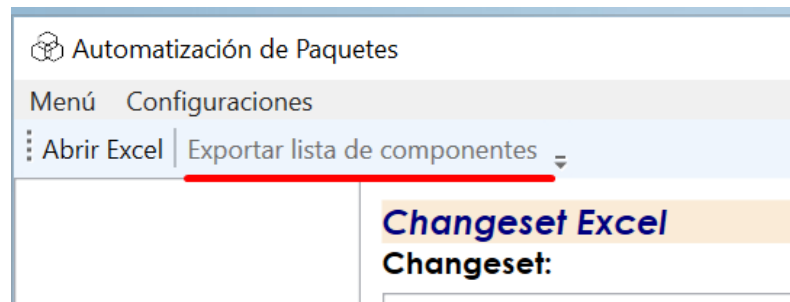 Automatización de Paquetes
Menú Configuraciones
Abrir Excel Exportar lista de componentes
Changeset Excel
Changeset: